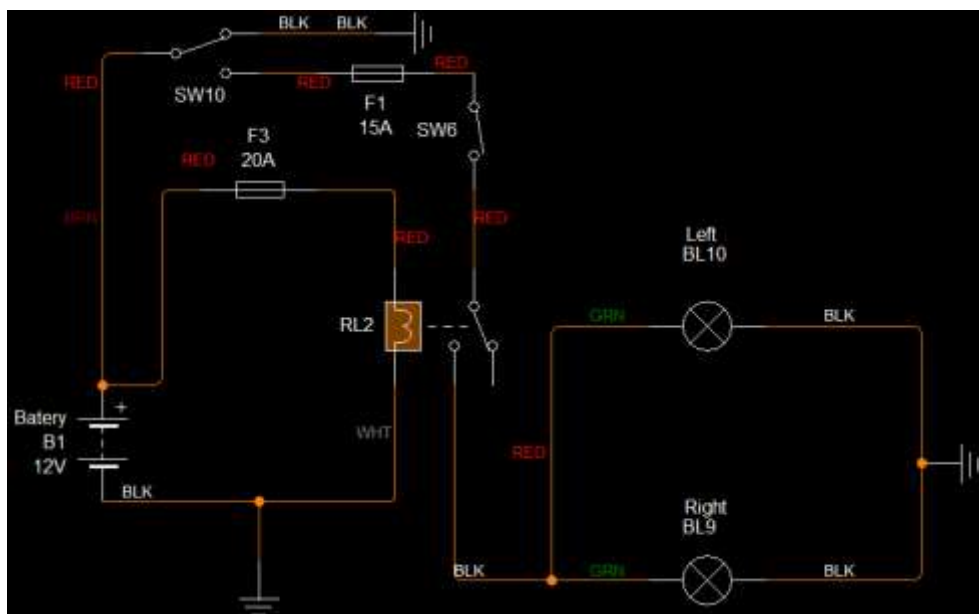 BLK BLK
RED
RED
RED
SW10
F1
15A
SW6
F3
20A
RED
BRN
RED
RED
Left
BL10
RL2
GRN
BLK
Batery
B1
12V
+
WHT
RED
BLK
Right
BL9
BLK
GRN
BLK